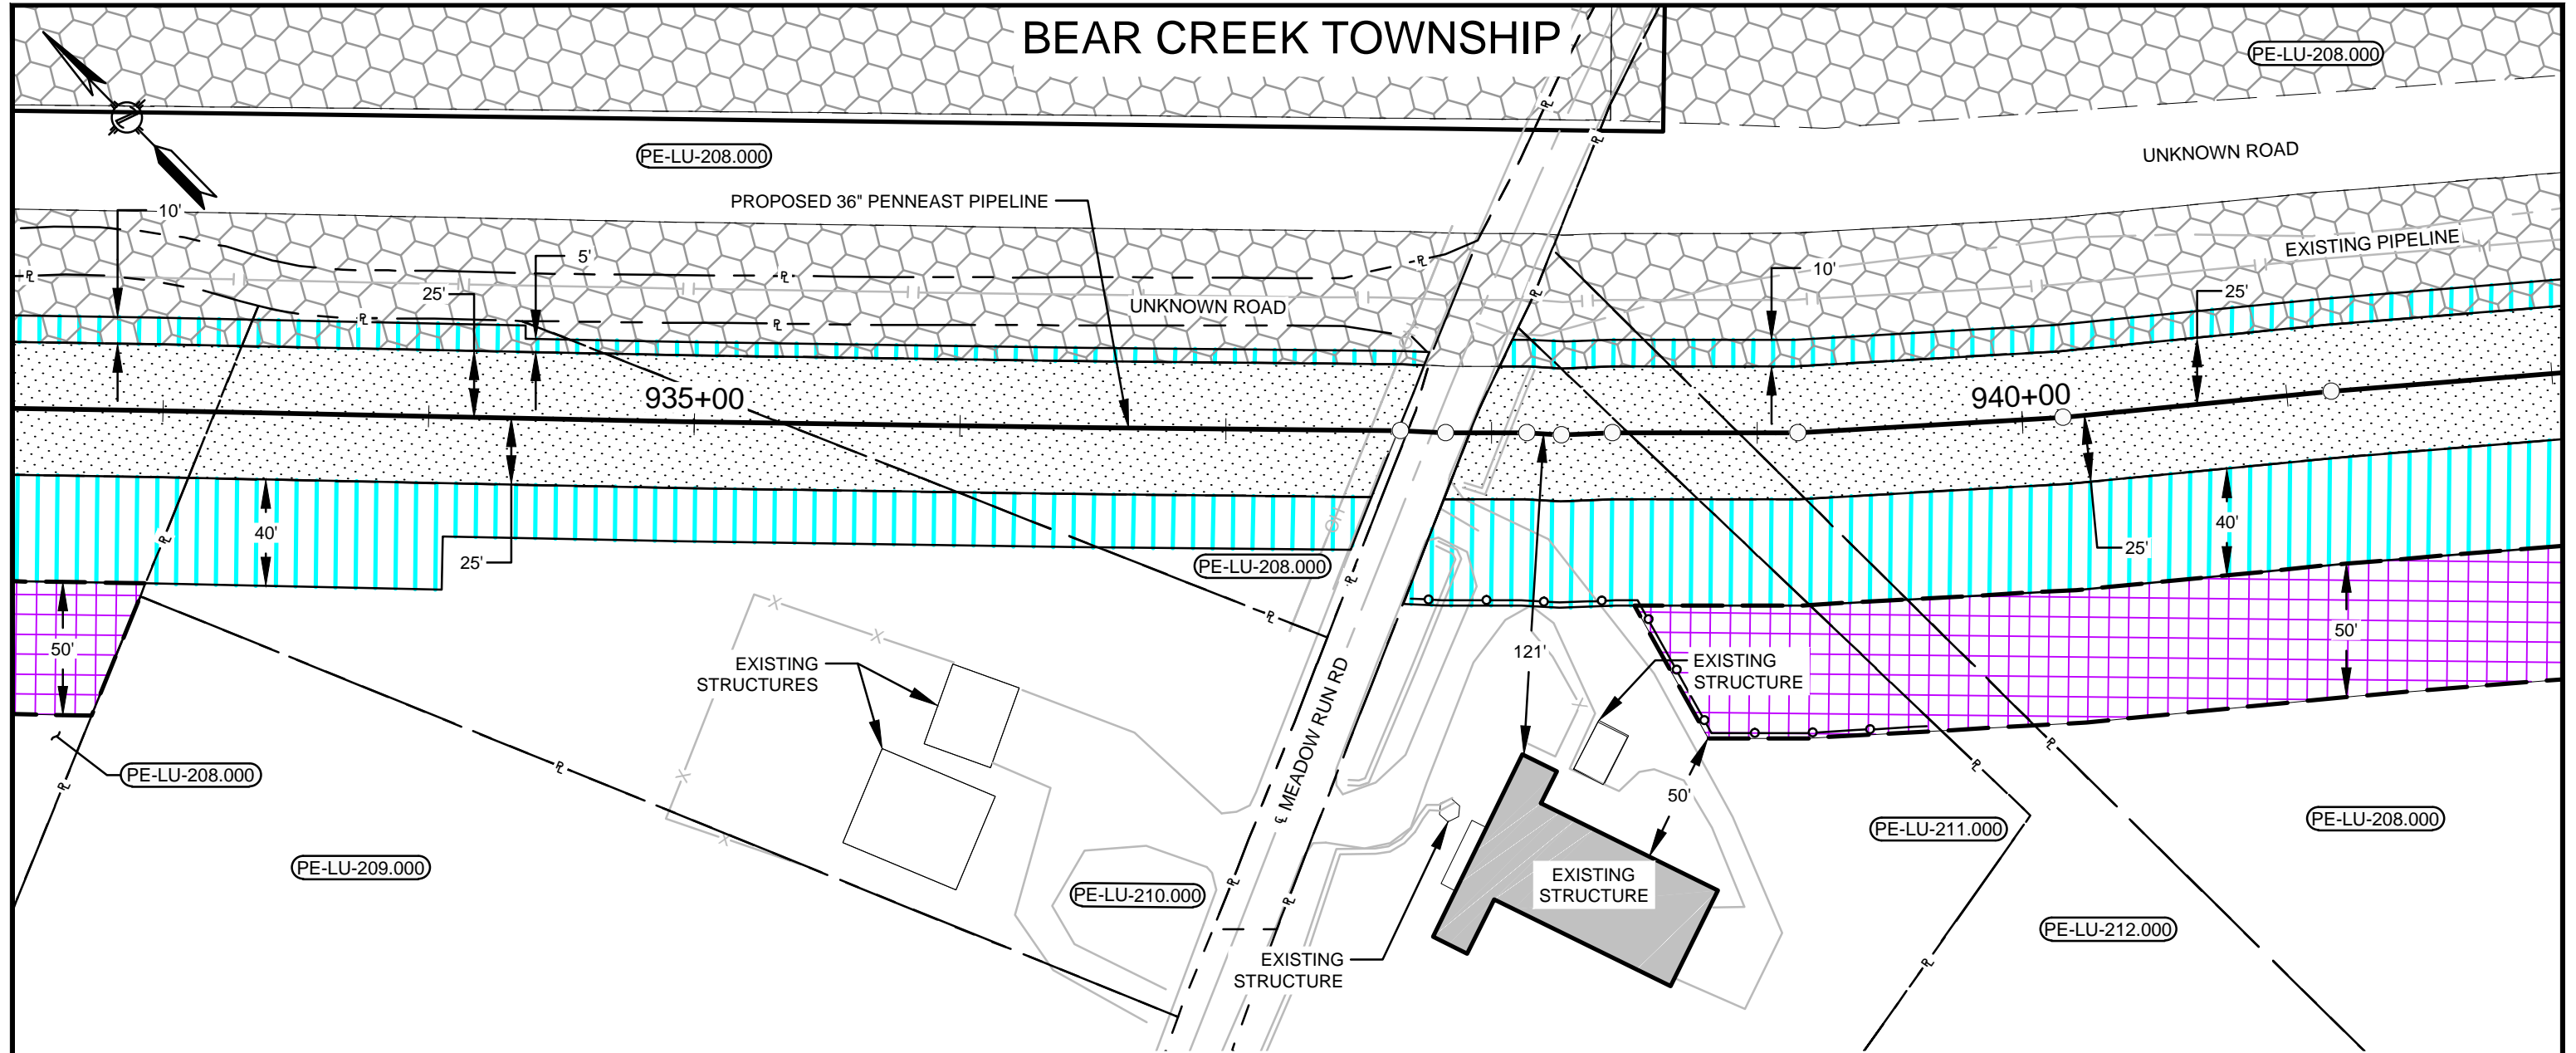 BEAR CREEK TOWNSHIP
PE-LU-208.000
PE-LU-208.000
UNKNOWN ROAD
PROPOSED 36" PENNEAST PIPELINE
10'
5'
25'
EXISTING PIPELINE
10'
25'
UNKNOWN ROAD
935+00
940+00
40'
25'
40'
25'
OH
OH
PE-LU-208.000
50'
50'
121'
EXISTING
STRUCTURES
EXISTING
STRUCTURE
℄ MEADOW RUN RD
PE-LU-208.000
50'
PE-LU-209.000
PE-LU-210.000
EXISTING
STRUCTURE
PE-LU-211.000
PE-LU-208.000
PE-LU-212.000
EXISTING
STRUCTURE